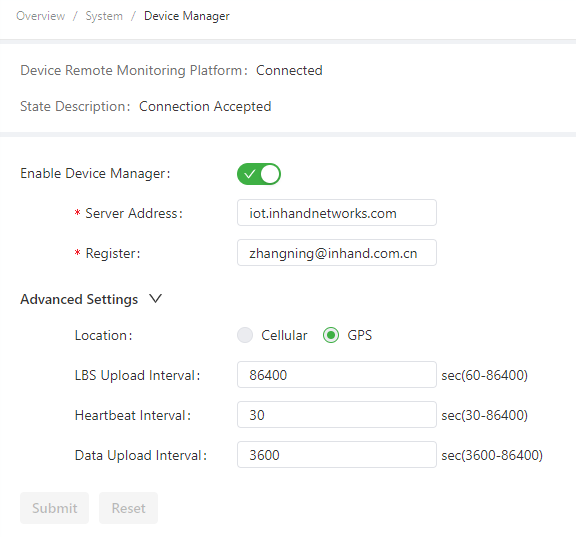 Overview / System / Device Manager
Device Remote Monitoring Platform: Connected
State Description: Connection Accepted
Enable Device Manager:
* Server Address: iot.inhandnetworks.com
* Register: zhangning@inhand.com.cn
Advanced Settings
Location: Cellular GPS
LBS Upload Interval: 86400 sec(60-86400)
Heartbeat Interval: 30 sec(30-86400)
Data Upload Interval: 3600 sec(3600-86400)
Submit Reset